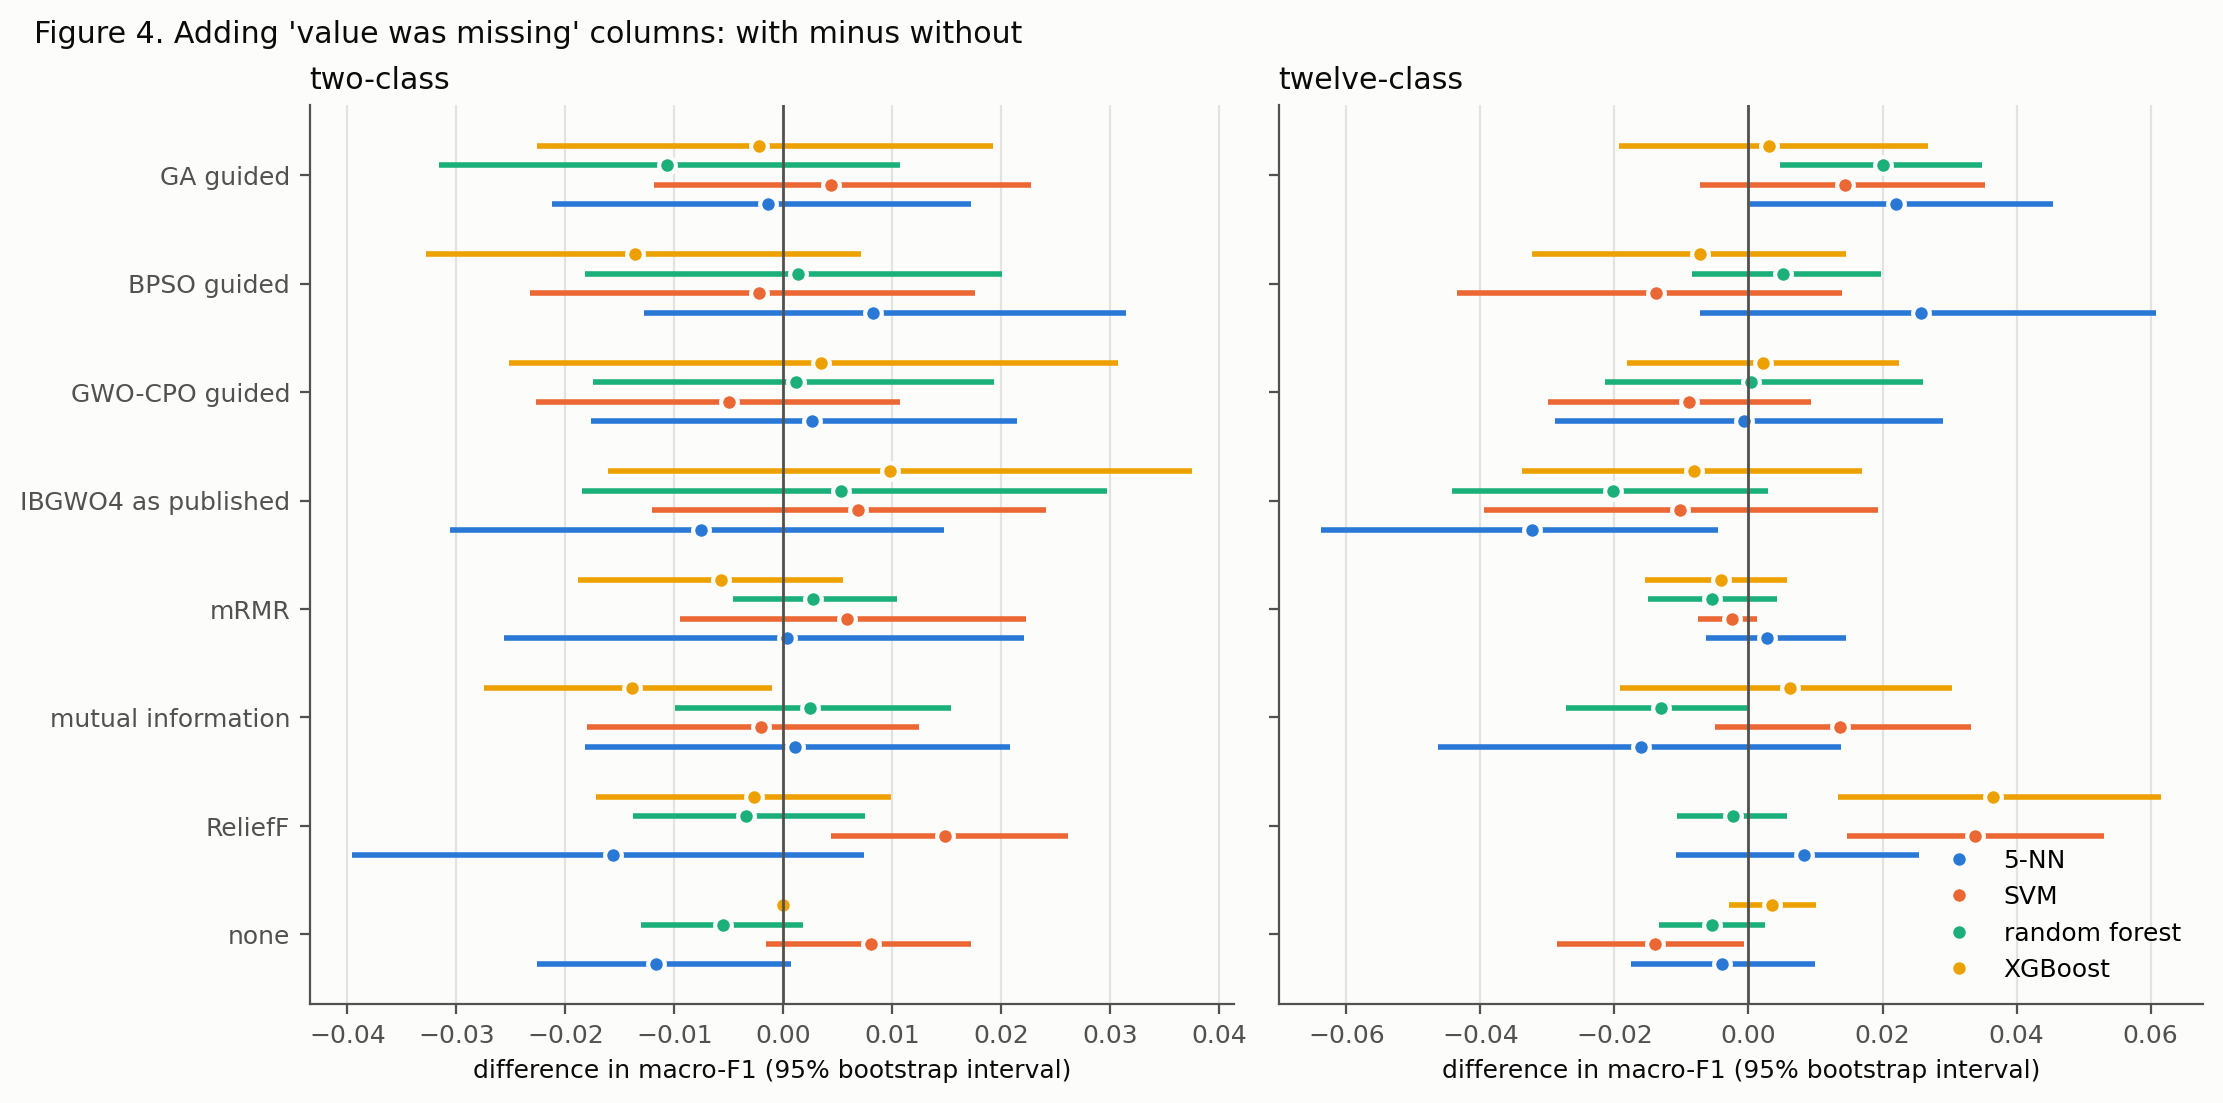 Figure 4. Adding 'value was missing' columns: with minus without
two-class
twelve-class
GA guided
BPSO guided
GWO-CPO guided
IBGWO4 as published
mRMR
mutual information
ReliefF
none
5-NN
SVM
random forest
XGBoost
−0.04 −0.03 −0.02 −0.01 0.00 0.01 0.02 0.03 0.04
−0.06 −0.04 −0.02 0.00 0.02 0.04 0.06
difference in macro-F1 (95% bootstrap interval)
difference in macro-F1 (95% bootstrap interval)